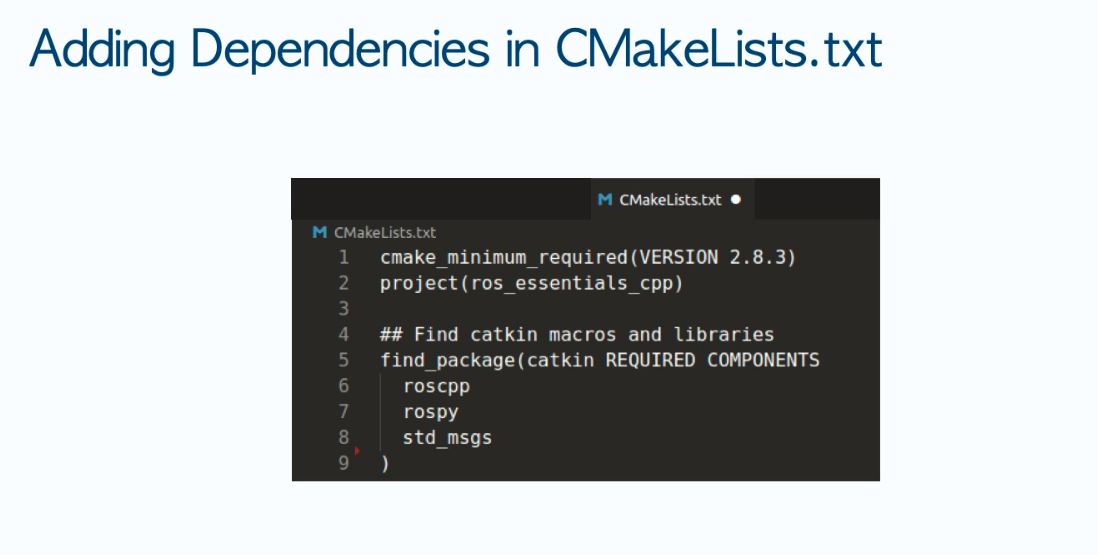 Adding Dependencies in CMakeLists.txt
CMakeLists.txt
CMakeLists.txt
1 cmake_minimum_required(VERSION 2.8.3)
2 project(ros_essentials_cpp)
3
4 ## Find catkin macros and libraries
5 find_package(catkin REQUIRED COMPONENTS
6 roscpp
7 rospy
8 std_msgs
9 )